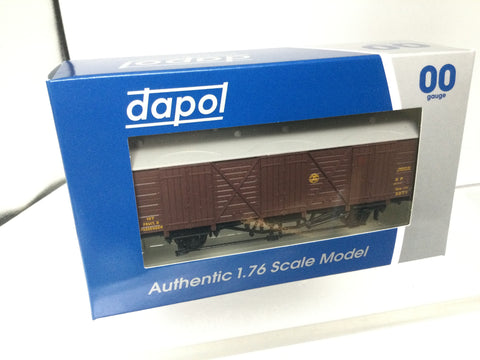 dapol
dapol
00
gauge
Authentic 1.76 Scale Model